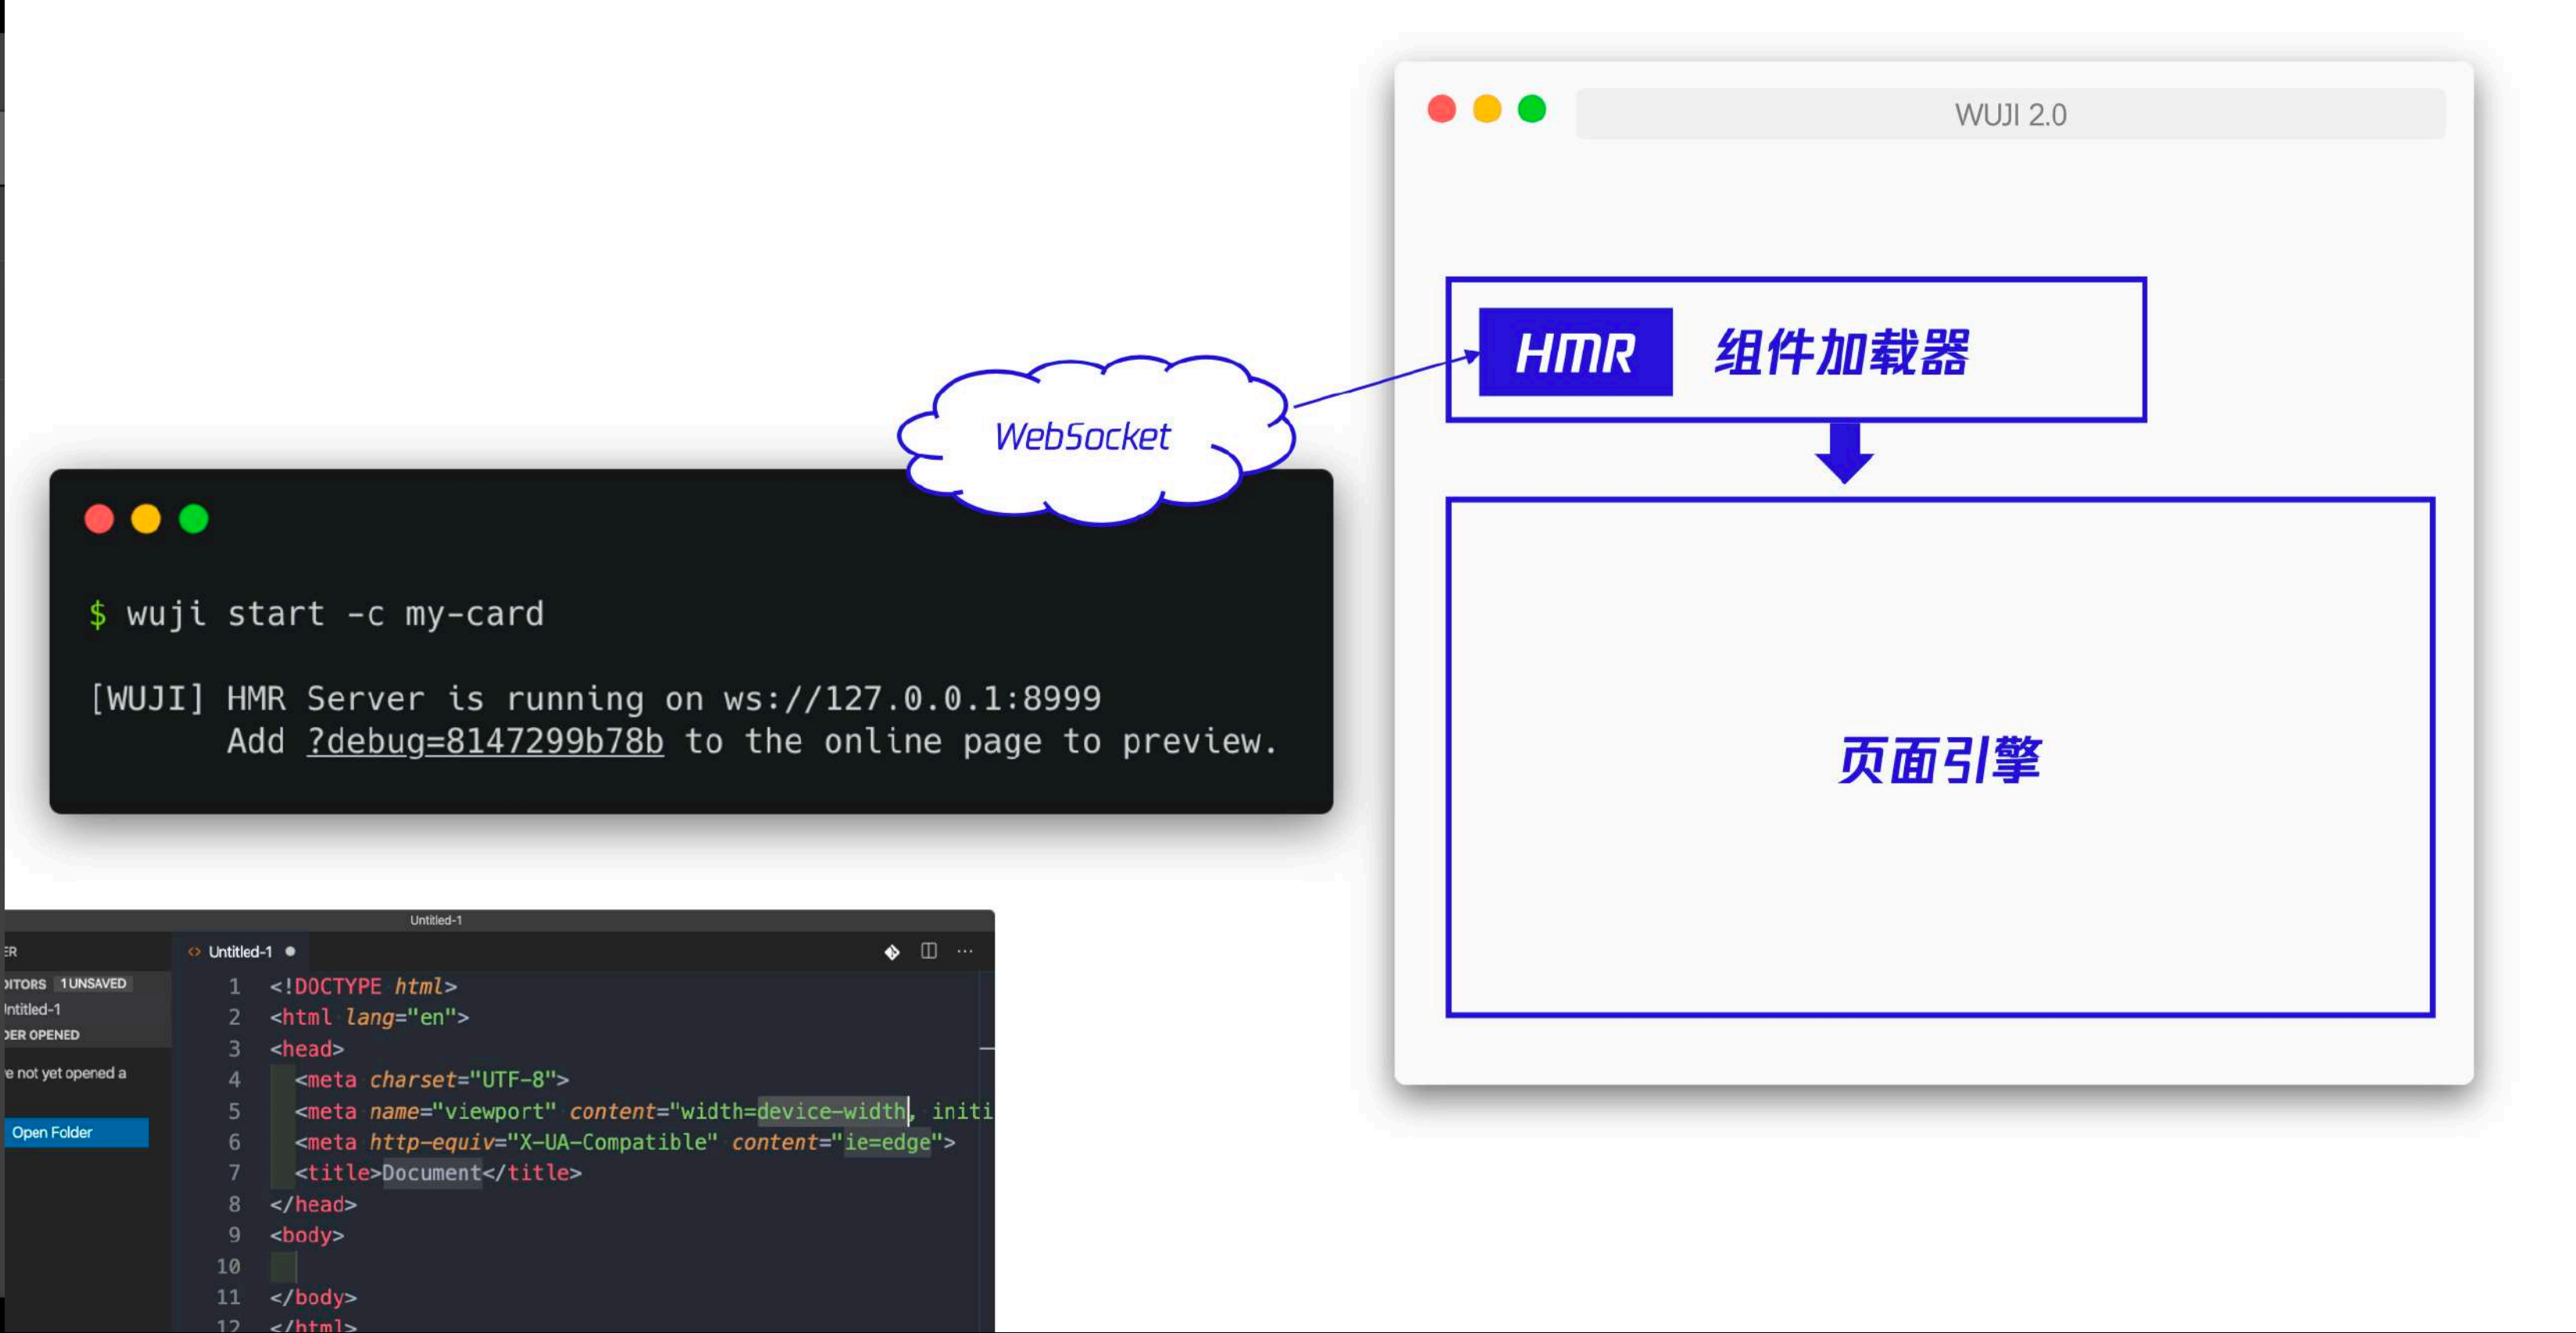 WUJI 2.0
HMR 组件加载器
页面引擎
WebSocket
$ wuji start -c my-card
[WUJI] HMR Server is running on ws://127.0.0.1:8999
Add ?debug=8147299b78b to the online page to preview.
Untitled-1
ER
Untitled-1
DITORS 1 UNSAVED
ntitled-1
DER OPENED
e not yet opened a
Open Folder
1 <!DOCTYPE html>
2 <html lang="en">
3 <head>
4 <meta charset="UTF-8">
5 <meta name="viewport" content="width=device-width, initi
6 <meta http-equiv="X-UA-Compatible" content="ie=edge">
7 <title>Document</title>
8 </head>
9 <body>
10
11 </body>
12 </html>